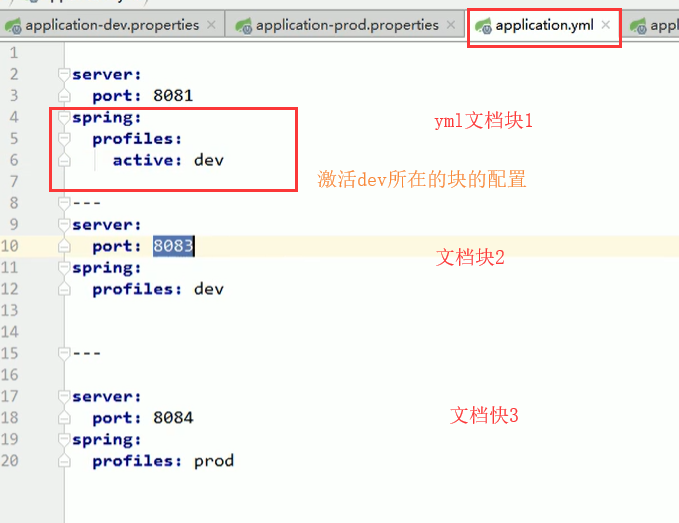 application-dev.properties × application-prod.properties × application.yml × appl
1
2 server:
3 port: 8081
4 spring:
yml文档块1
5 profiles:
6 active: dev
激活dev所在的块的配置
7
8 ---
9 server:
10 port: 8083
文档块2
11 spring:
12 profiles: dev
13
14
15 ---
16
17 server:
18 port: 8084
文档快3
19 spring:
20 profiles: prod